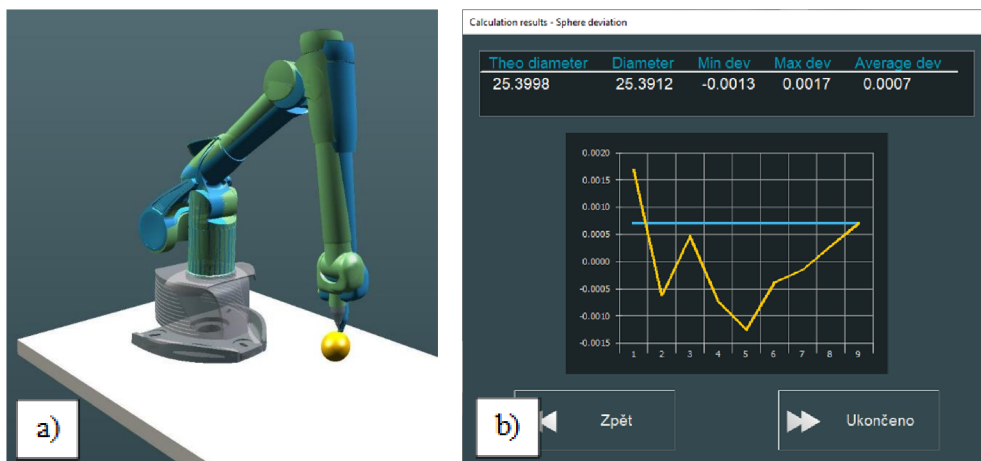 a)
Calculation results - Sphere deviation
Theo diameter Diameter Min dev Max dev Average dev
25.3998 25.3912 -0.0013 0.0017 0.0007
0.0020
0.0015
0.0010
0.0005
0.0000
-0.0005
-0.0010
-0.0015
1 2 3 4 5 6 7 8 9
b)
Zpět
Ukončeno